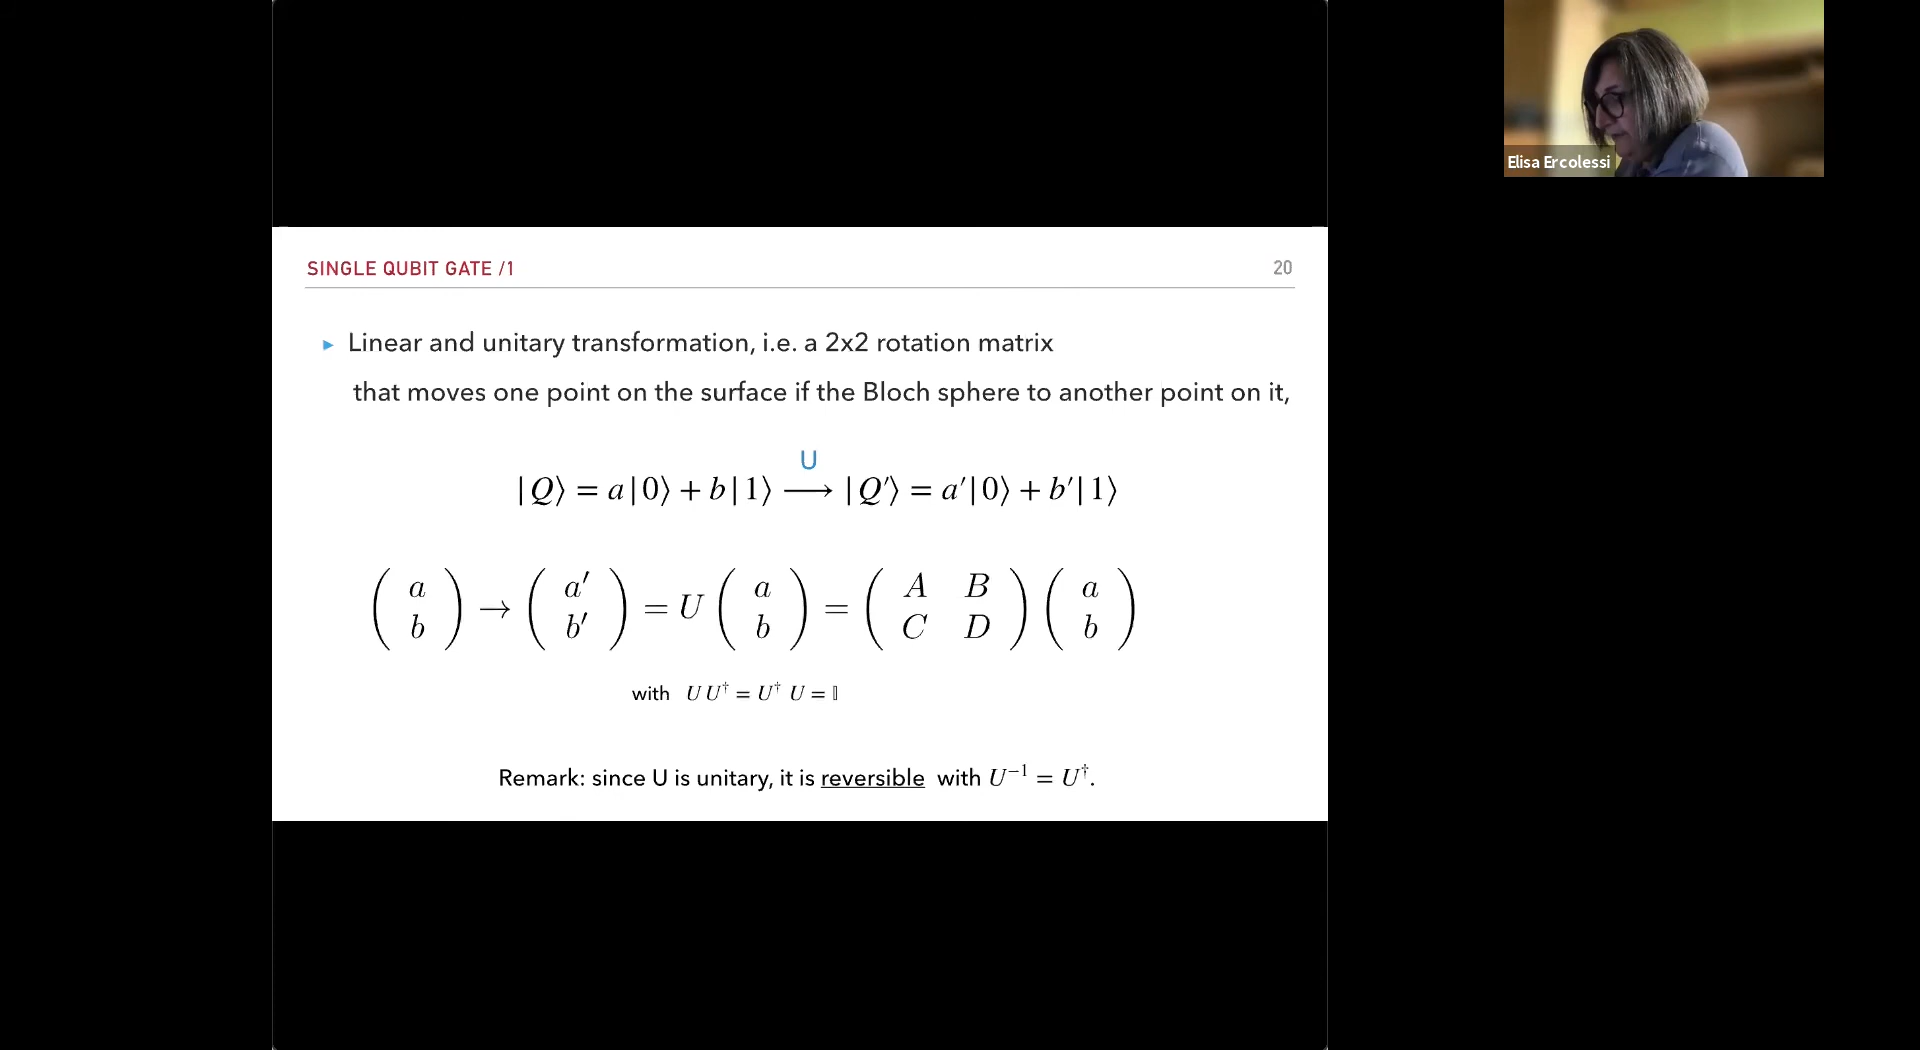 SINGLE QUBIT GATE /1
20
▸ Linear and unitary transformation, i.e. a 2x2 rotation matrix
that moves one point on the surface if the Bloch sphere to another point on it,
U
|Q⟩ = a|0⟩ + b|1⟩ ⟶ |Q′⟩ = a′|0⟩ + b′|1⟩
( a b ) → ( a′ b′ ) = U ( a b ) = ( A B C D ) ( a b )
with U U† = U† U = 𝕀
Remark: since U is unitary, it is reversible with U⁻¹ = U†.
Elisa Ercolessi